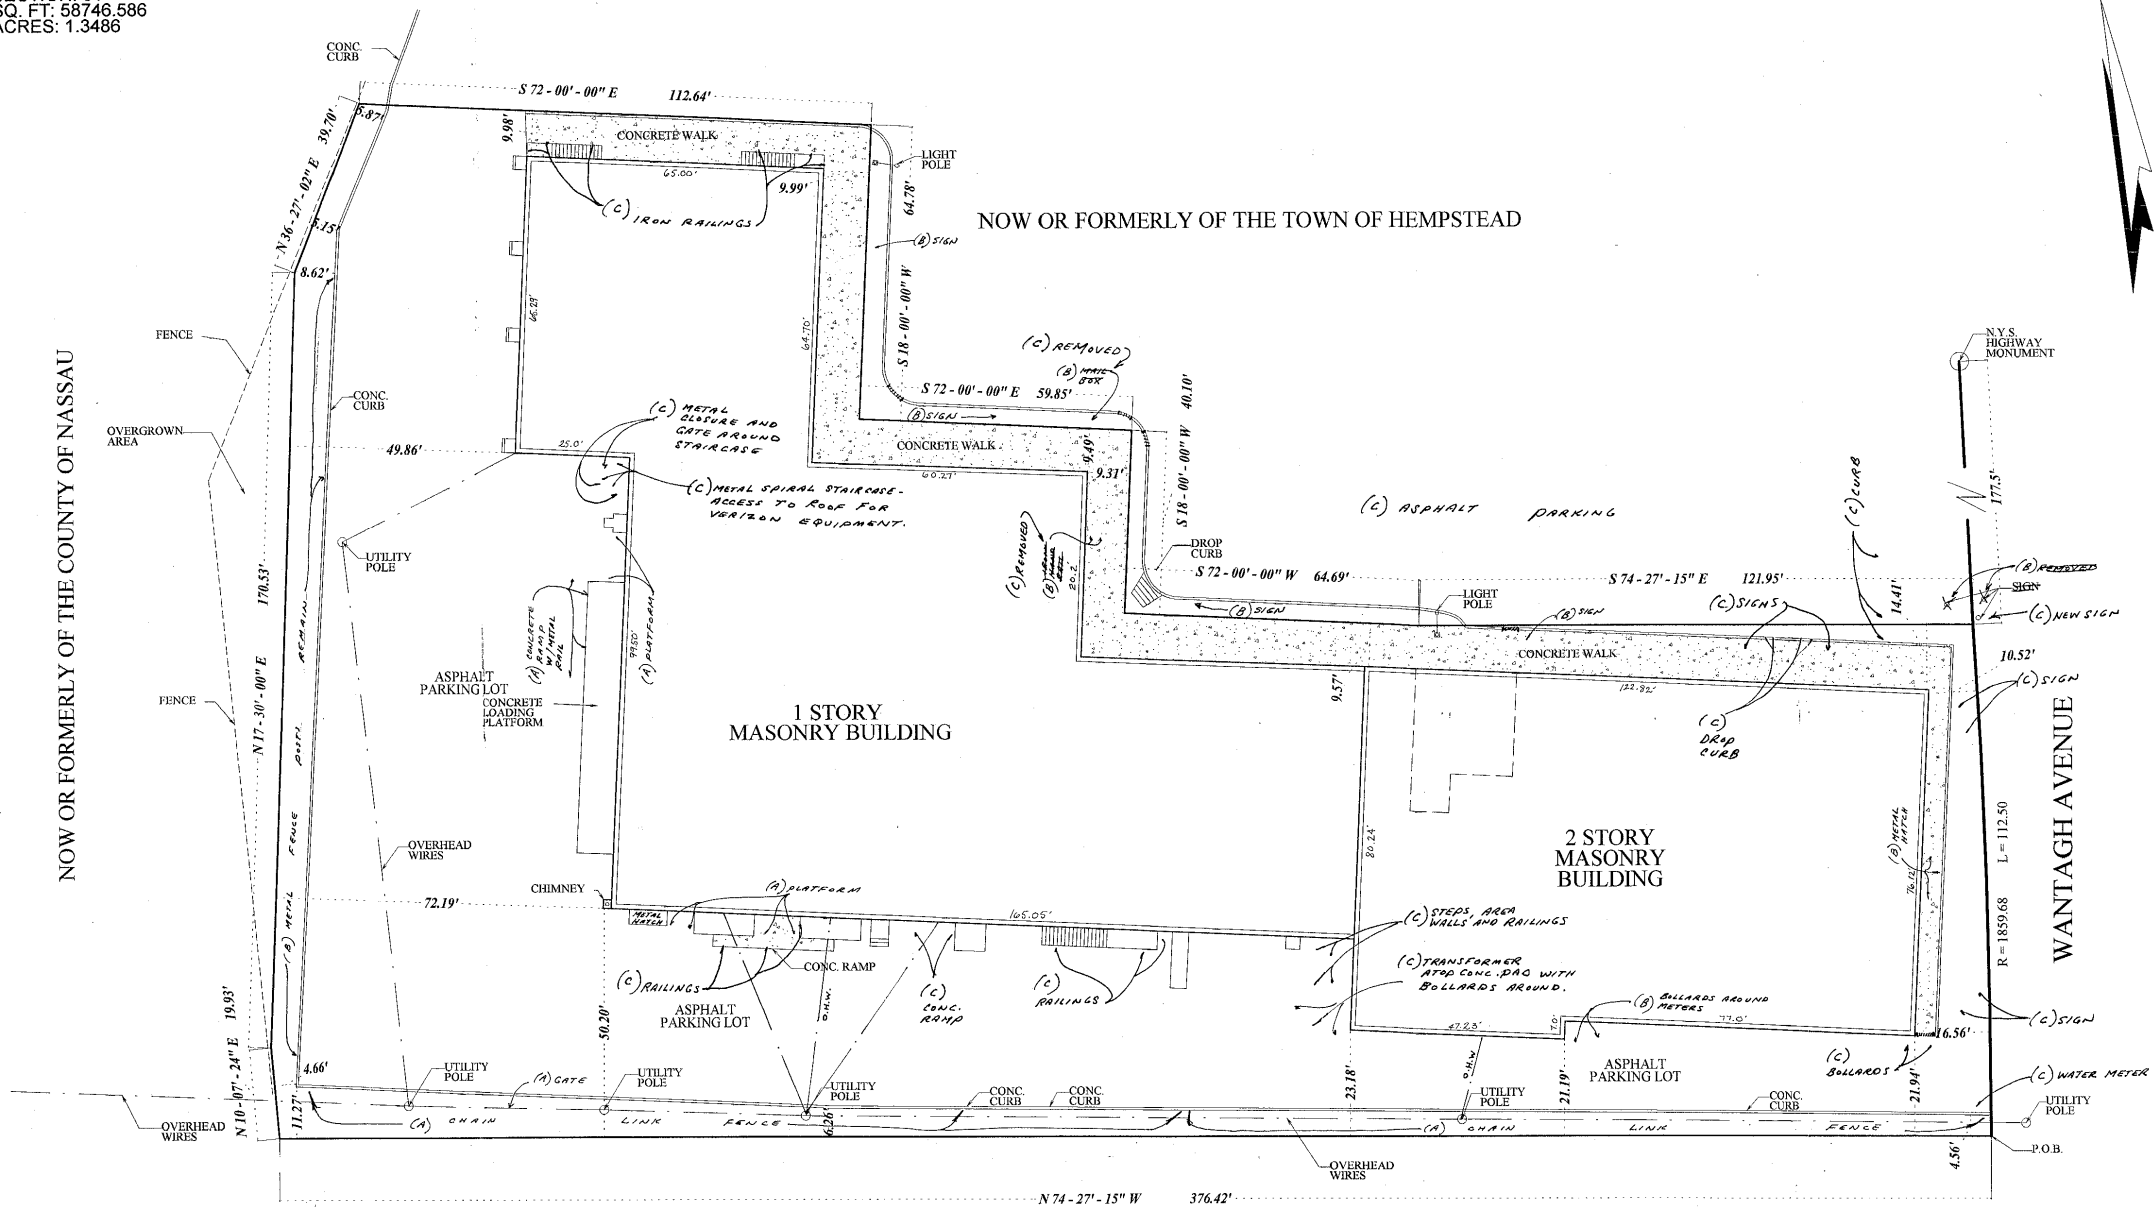 SQ. FT: 58746.586
ACRES: 1.3486
CONC.
CURB
S 72 - 00' - 00" E 112.64'
N 36 - 27' - 02" E 39.70'
5.87'
9.98'
CONCRETE WALK
65.00'
9.99'
LIGHT
POLE
64.78'
(C) IRON RAILINGS
(B) SIGN
NOW OR FORMERLY OF THE TOWN OF HEMPSTEAD
5.15'
8.62'
S 18 - 00' - 00" W
FENCE
64.70'
(C) REMOVED
(B) MAIL
BOX
N.Y.S.
HIGHWAY
MONUMENT
S 72 - 00' - 00" E 59.85'
40.10'
CONC.
CURB
(C) METAL
CLOSURE AND
GATE AROUND
STAIRCASE
(B) SIGN
OVERGROWN
AREA
49.86'
25.0'
CONCRETE WALK
9.49'
9.31'
60.27'
(C) METAL SPIRAL STAIRCASE -
ACCESS TO ROOF FOR
VERIZON EQUIPMENT.
S 18 - 00' - 00" W
(C) ASPHALT PARKING
(C) CURB
177.5'
NOW OR FORMERLY OF THE COUNTY OF NASSAU
UTILITY
POLE
170.53'
N 17 - 30' - 00" E
DROP
CURB
(C) REMOVED
20.2'
S 72 - 00' - 00" W 64.69'
S 74 - 27' - 15" E 121.95'
(B) REMOVED
SIGN
(C) NEW SIGN
LIGHT
POLE
(B) SIGN
(B) SIGN
(C) SIGNS
14.41'
(A) CONCRETE
RAMP
W/METAL
RAIL
(A) PLATFORM
99.50'
CONCRETE WALK
10.52'
(C) SIGN
ASPHALT
PARKING LOT
CONCRETE
LOADING
PLATFORM
FENCE
1 STORY
MASONRY BUILDING
9.57'
122.82'
(C)
DROP
CURB
WANTAGH AVENUE
R = 1859.68 L = 112.50
80.24'
2 STORY
MASONRY
BUILDING
(B) METAL
HATCH
76.12'
OVERHEAD
WIRES
CHIMNEY
72.19'
METAL
HATCH
(A) PLATFORM
165.05'
(C) STEPS, AREA
WALLS AND RAILINGS
(B) METAL FENCE POSTS REMAIN
CONC. RAMP
(C) RAILINGS
ASPHALT
PARKING LOT
O.H.W.
(C)
CONC.
RAMP
(C)
RAILINGS
(C) TRANSFORMER
ATOP CONC. PAD WITH
BOLLARDS AROUND.
(B) BOLLARDS AROUND
METERS
47.23'
7.0'
77.0'
16.56'
(C) SIGN
50.20'
N 10 - 07' - 24" E 19.93'
4.66'
11.27'
UTILITY
POLE
(A) GATE
UTILITY
POLE
UTILITY
POLE
6.26'
CONC.
CURB
CONC.
CURB
23.18'
O.H.W
UTILITY
POLE
21.19'
ASPHALT
PARKING LOT
CONC.
CURB
(C)
BOLLARDS
21.94'
(C) WATER METER
UTILITY
POLE
OVERHEAD
WIRES
(A) CHAIN LINK FENCE
(A) CHAIN LINK FENCE
OVERHEAD
WIRES
4.56'
P.O.B.
N 74 - 27' - 15" W 376.42'